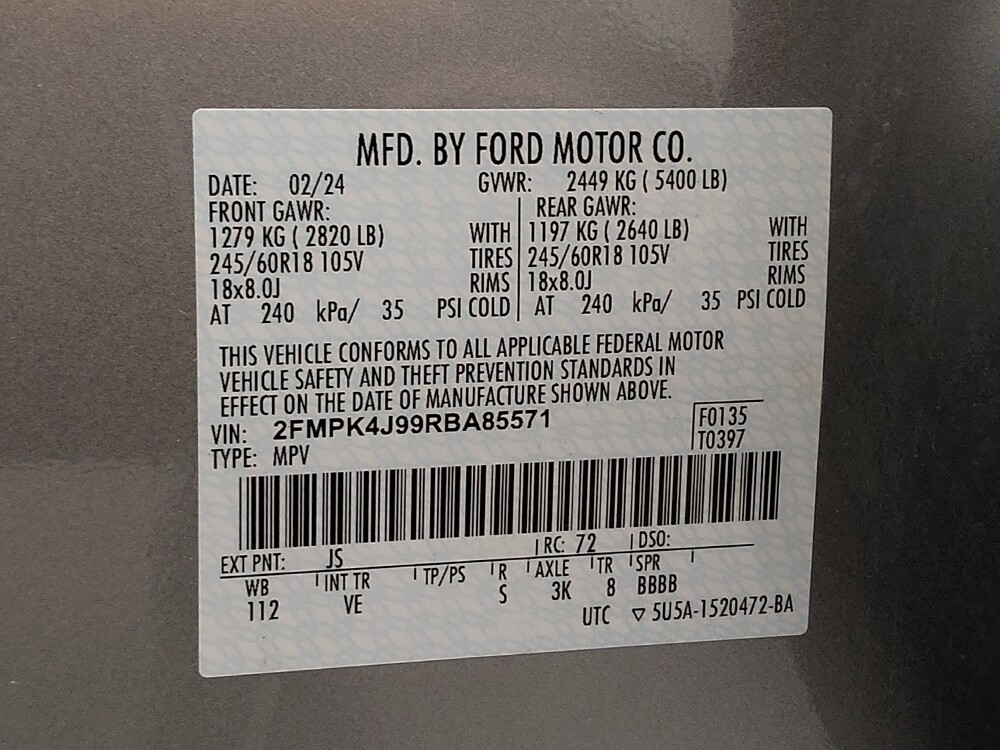 MFD. BY FORD MOTOR CO.
DATE: 02/24 GVWR: 2449 KG ( 5400 LB)
FRONT GAWR: REAR GAWR:
1279 KG ( 2820 LB) WITH 1197 KG ( 2640 LB) WITH
245/60R18 105V TIRES 245/60R18 105V TIRES
18x8.0J RIMS 18x8.0J RIMS
AT 240 kPa/ 35 PSI COLD AT 240 kPa/ 35 PSI COLD
THIS VEHICLE CONFORMS TO ALL APPLICABLE FEDERAL MOTOR
VEHICLE SAFETY AND THEFT PREVENTION STANDARDS IN
EFFECT ON THE DATE OF MANUFACTURE SHOWN ABOVE.
VIN: 2FMPK4J99RBA85571 F0135
TYPE: MPV T0397
EXT PNT: JS RC: 72 DSO:
WB INT TR TP/PS R AXLE TR SPR
112 VE S 3K 8 BBBB
UTC ▽ 5U5A-1520472-BA